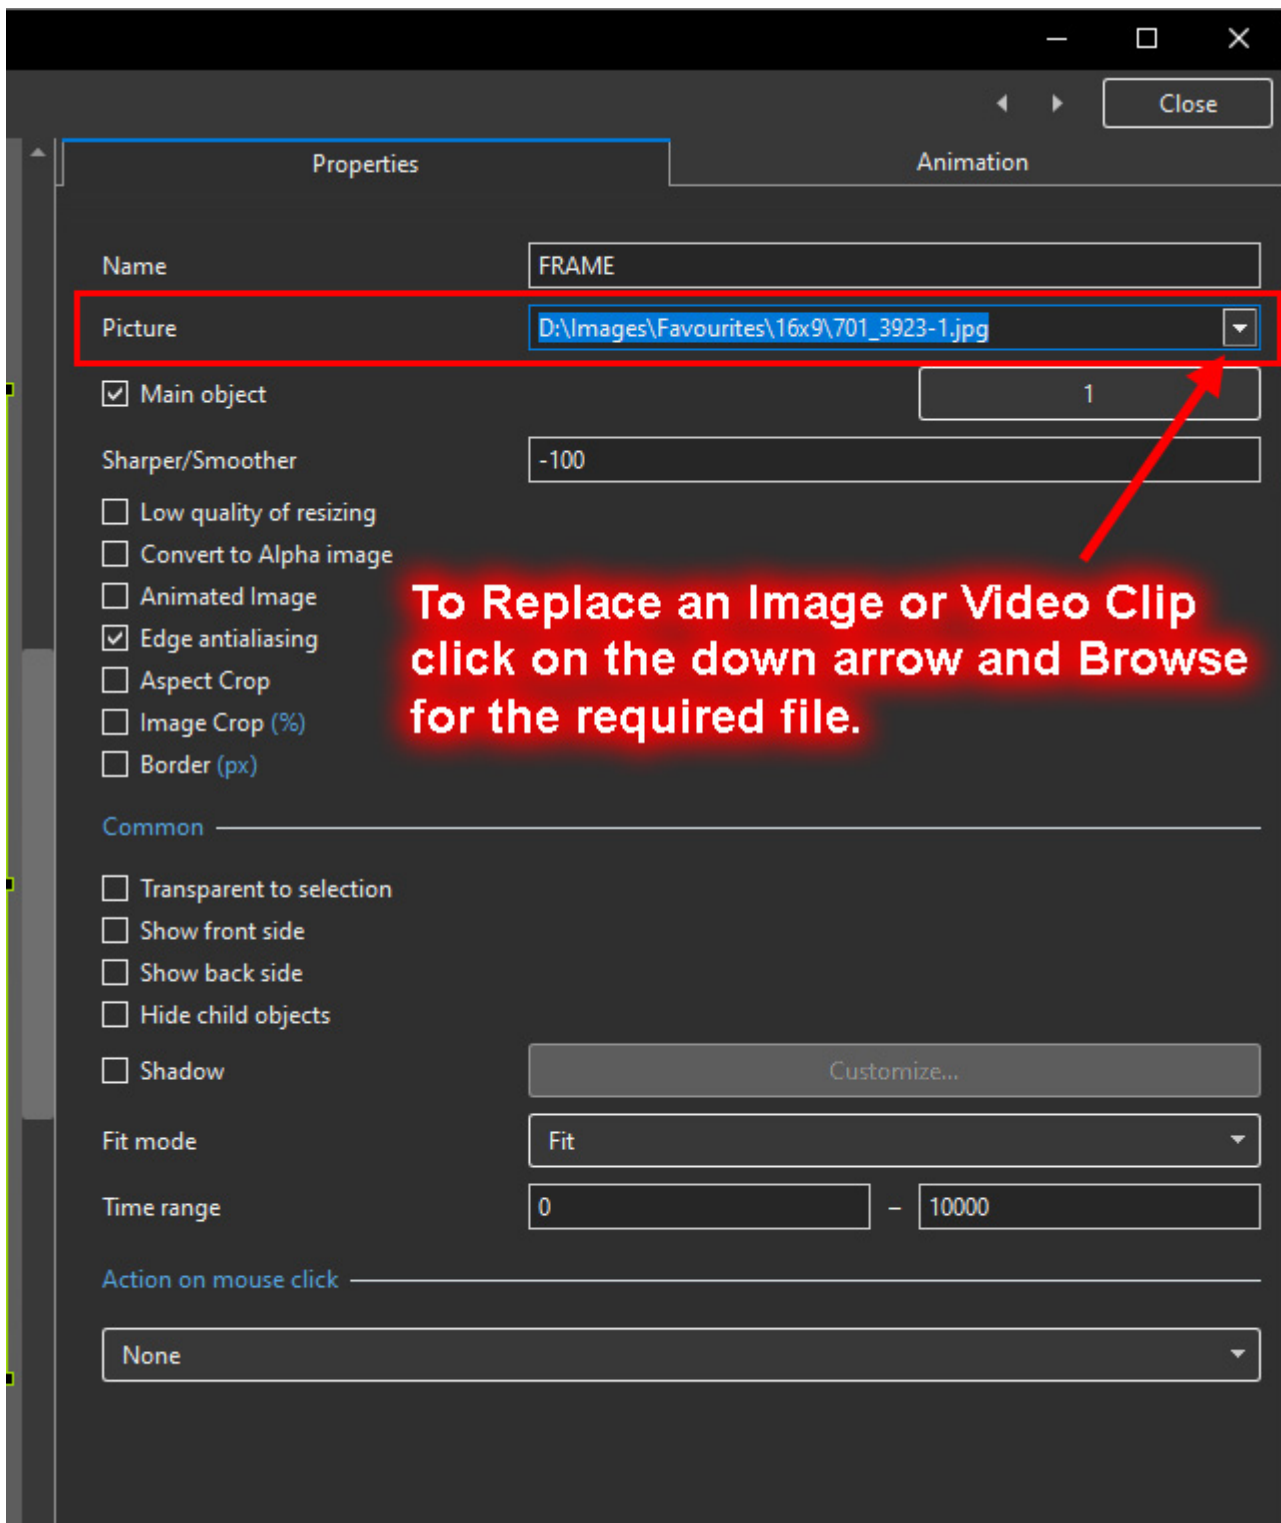 Close
Properties
Animation
Name
FRAME
Picture
D:\Images\Favourites\16x9\701_3923-1.jpg
Main object
1
Sharper/Smoother
-100
Low quality of resizing
Convert to Alpha image
Animated Image
Edge antialiasing
Aspect Crop
Image Crop (%)
Border (px)
To Replace an Image or Video Clip
click on the down arrow and Browse
for the required file.
Common
Transparent to selection
Show front side
Show back side
Hide child objects
Shadow
Customize...
Fit mode
Fit
Time range
0
–
10000
Action on mouse click
None